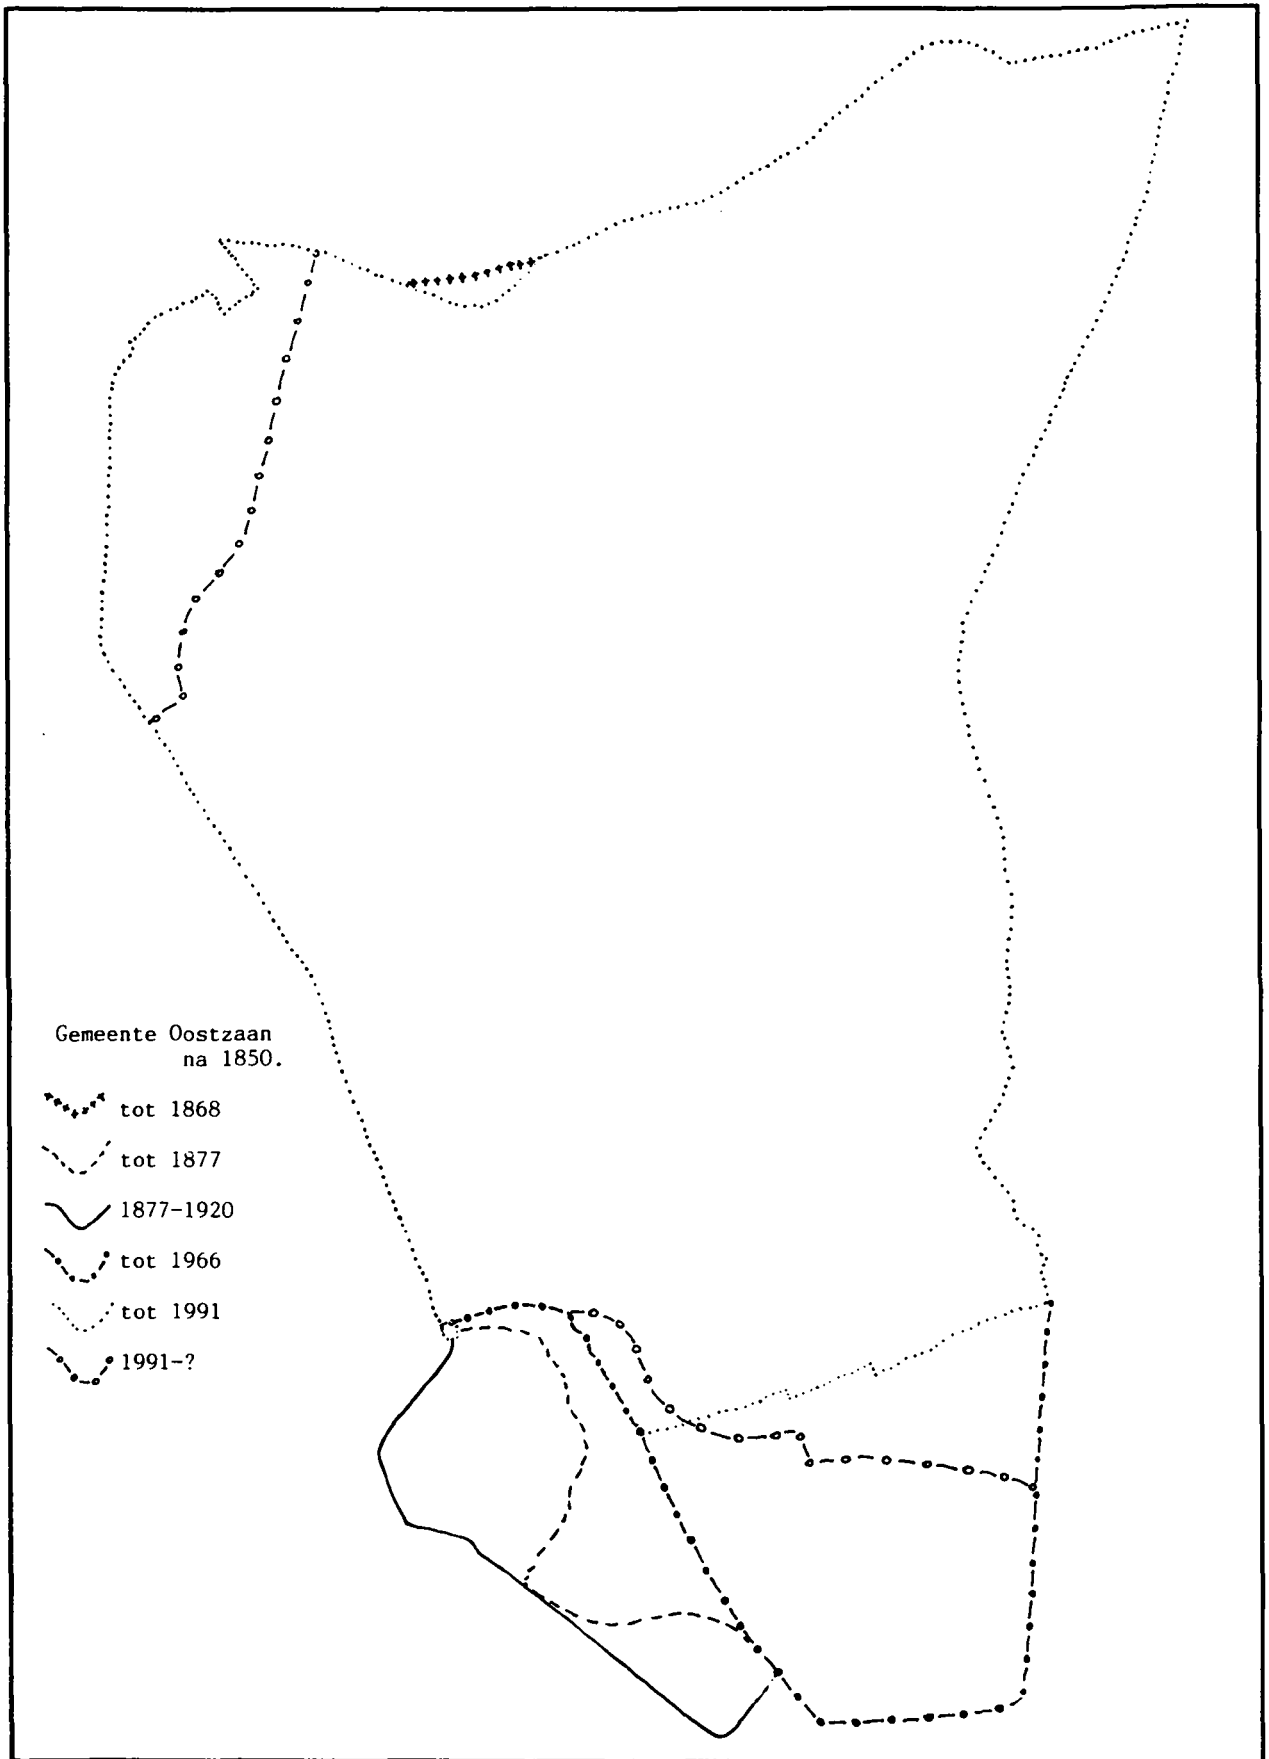 Gemeente Oostzaan
na 1850.
tot 1868
tot 1877
1877-1920
tot 1966
tot 1991
1991-?